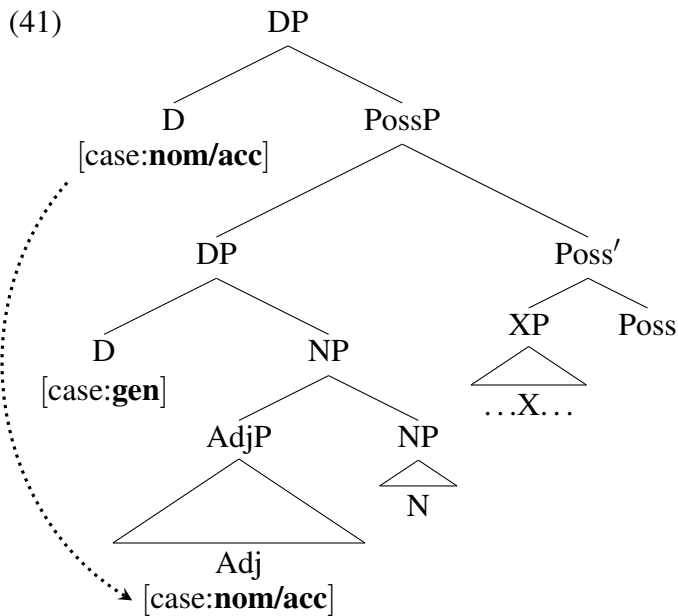 (41) DP
D PossP
[case:nom/acc]
DP Poss′
D NP XP Poss
[case:gen] …X…
AdjP NP
N
Adj
[case:nom/acc]